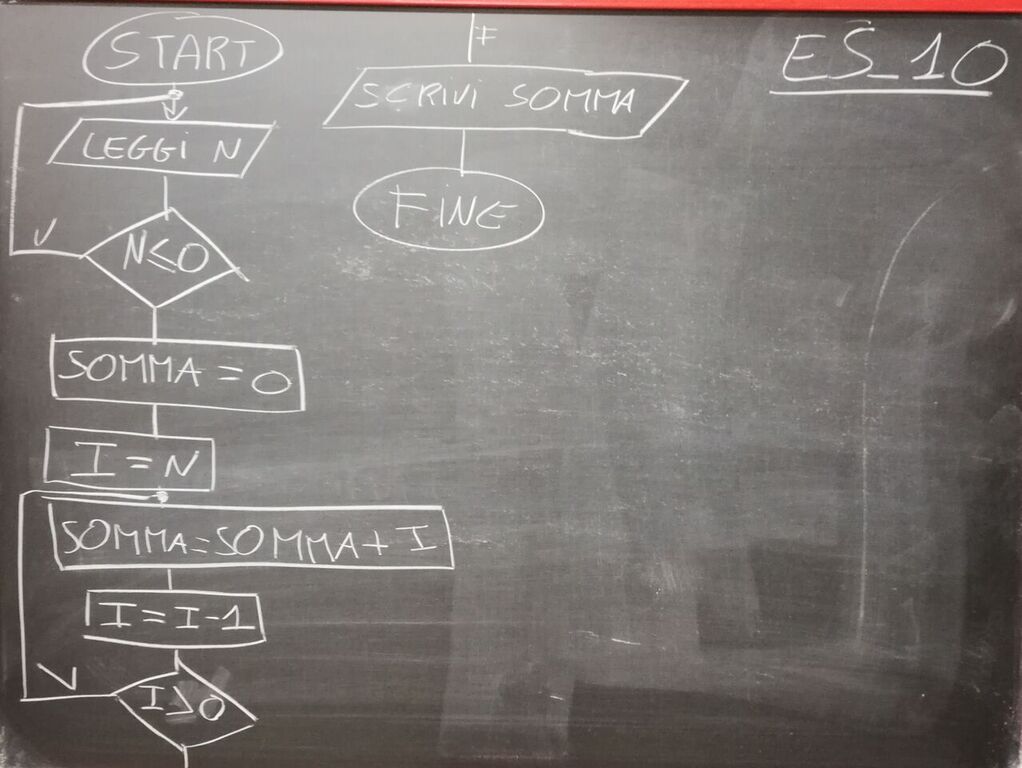 START
LEGGI N
V
N≤0
SOMMA = 0
I = N
SOMMA=SOMMA+ I
I = I-1
V
I>0
F
SCRIVI SOMMA
FINE
ES_10